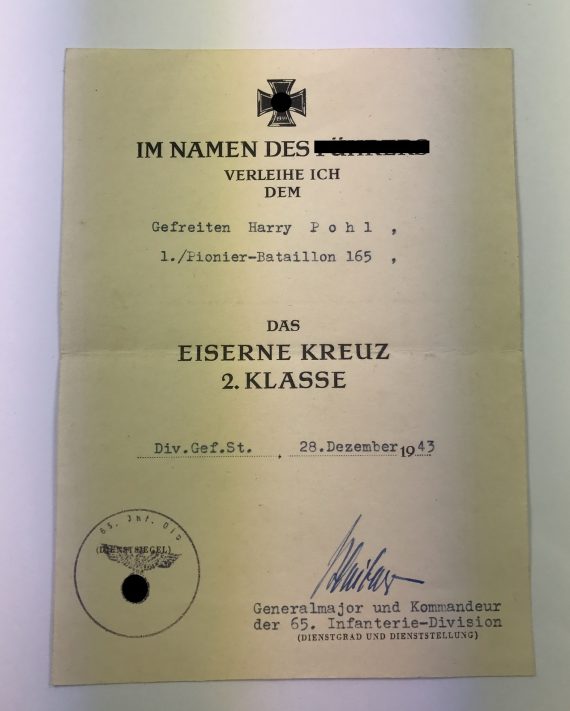 IM NAMEN DES
VERLEIHE ICH
DEM
Gefreiten Harry Pohl ,
1./Pionier-Bataillon 165 ,
DAS
EISERNE KREUZ
2. KLASSE
Div.Gef.St. , 28.Dezember 1943
65. Inf. Div
(DIENSTSIEGEL)
Generalmajor und Kommandeur
der 65. Infanterie-Division
(DIENSTGRAD UND DIENSTSTELLUNG)